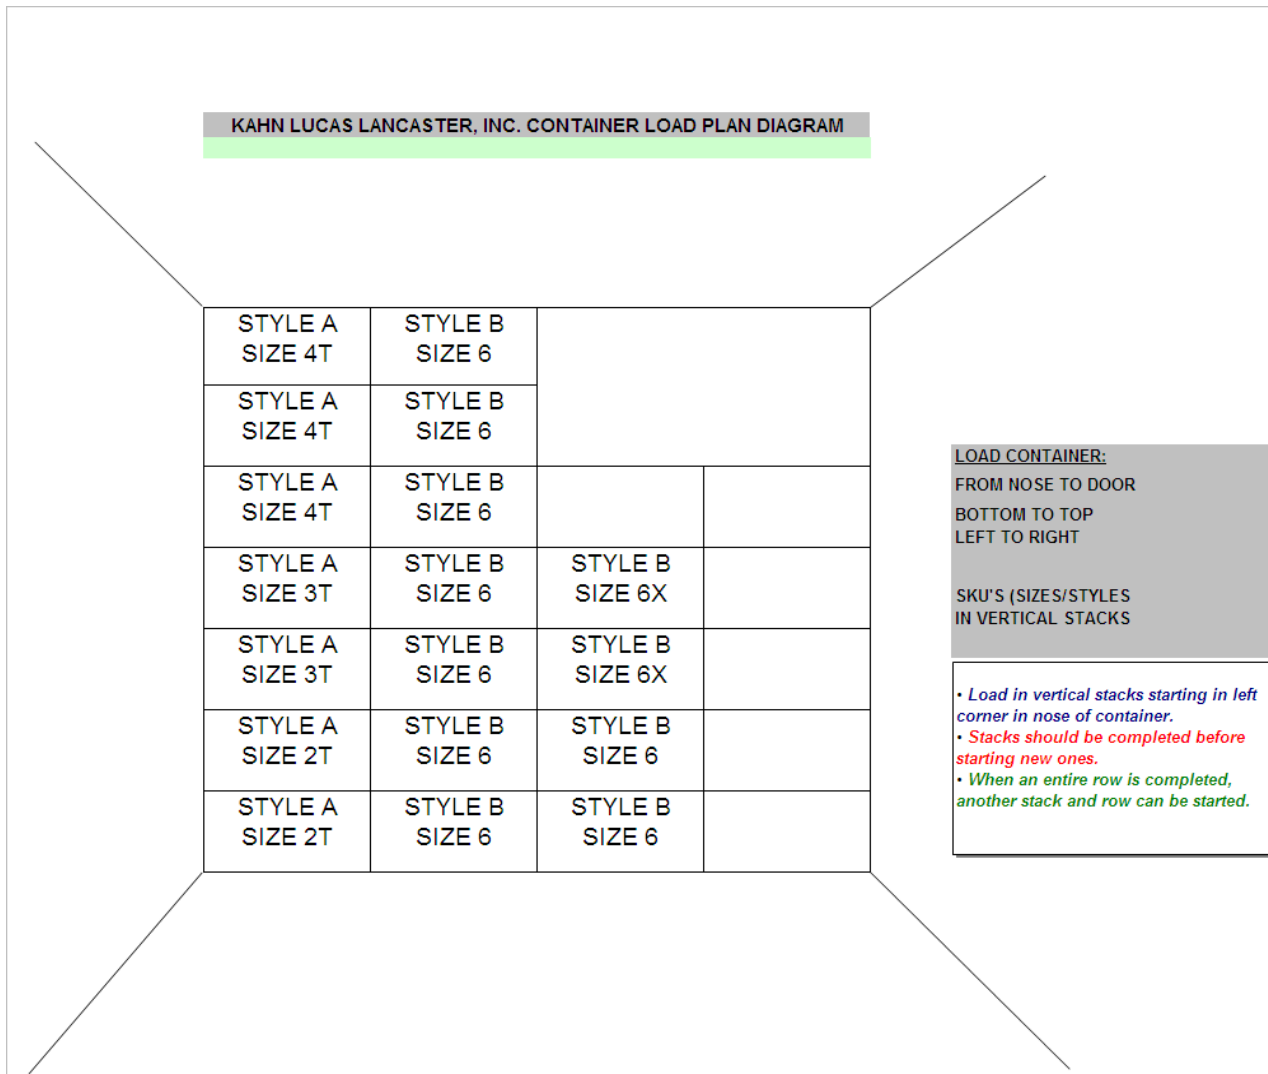 KAHN LUCAS LANCASTER, INC. CONTAINER LOAD PLAN DIAGRAM
STYLE A
SIZE 4T
STYLE B
SIZE 6
STYLE A
SIZE 4T
STYLE B
SIZE 6
STYLE A
SIZE 4T
STYLE B
SIZE 6
STYLE A
SIZE 3T
STYLE B
SIZE 6
STYLE B
SIZE 6X
STYLE A
SIZE 3T
STYLE B
SIZE 6
STYLE B
SIZE 6X
STYLE A
SIZE 2T
STYLE B
SIZE 6
STYLE B
SIZE 6
STYLE A
SIZE 2T
STYLE B
SIZE 6
STYLE B
SIZE 6
LOAD CONTAINER:
FROM NOSE TO DOOR
BOTTOM TO TOP
LEFT TO RIGHT
SKU'S (SIZES/STYLES
IN VERTICAL STACKS
• Load in vertical stacks starting in left
corner in nose of container.
• Stacks should be completed before
starting new ones.
• When an entire row is completed,
another stack and row can be started.